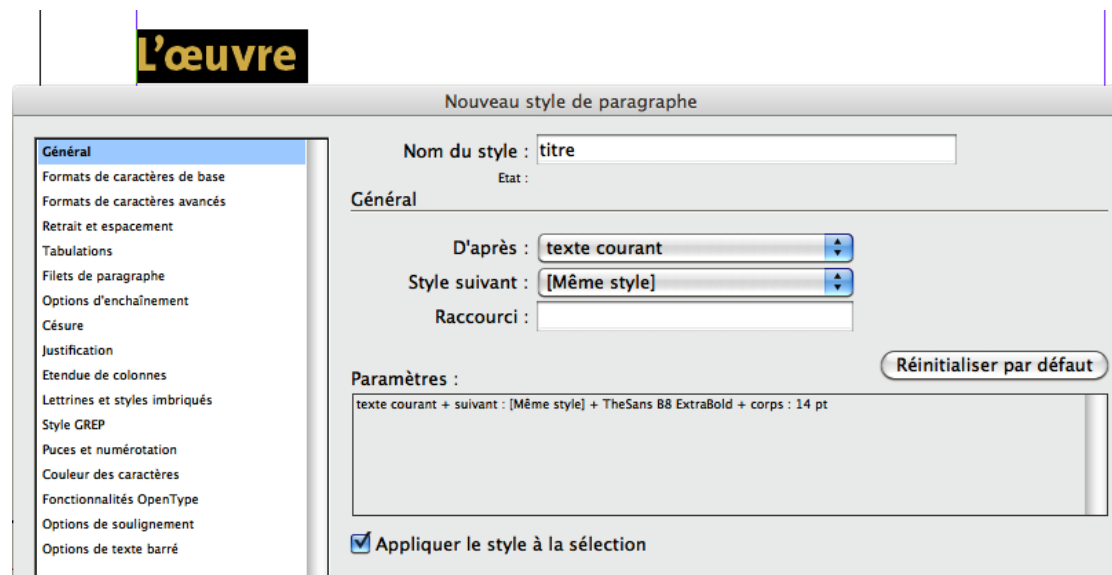 L’œuvre
Nouveau style de paragraphe
Général
Formats de caractères de base
Formats de caractères avancés
Retrait et espacement
Tabulations
Filets de paragraphe
Options d'enchaînement
Césure
Justification
Etendue de colonnes
Lettrines et styles imbriqués
Style GREP
Puces et numérotation
Couleur des caractères
Fonctionnalités OpenType
Options de soulignement
Options de texte barré
Nom du style : titre
Etat :
Général
D'après : texte courant
Style suivant : [Même style]
Raccourci :
Réinitialiser par défaut
Paramètres :
texte courant + suivant : [Même style] + TheSans B8 ExtraBold + corps : 14 pt
Appliquer le style à la sélection